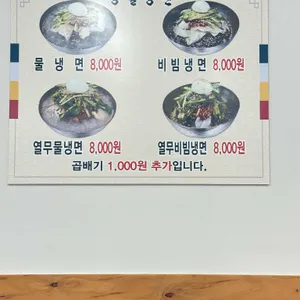 물 냉 면 8,000원
비 빔 냉 면 8,000원
열무물냉면 8,000원
열무비빔냉면 8,000원
곱배기 1,000원 추가입니다.